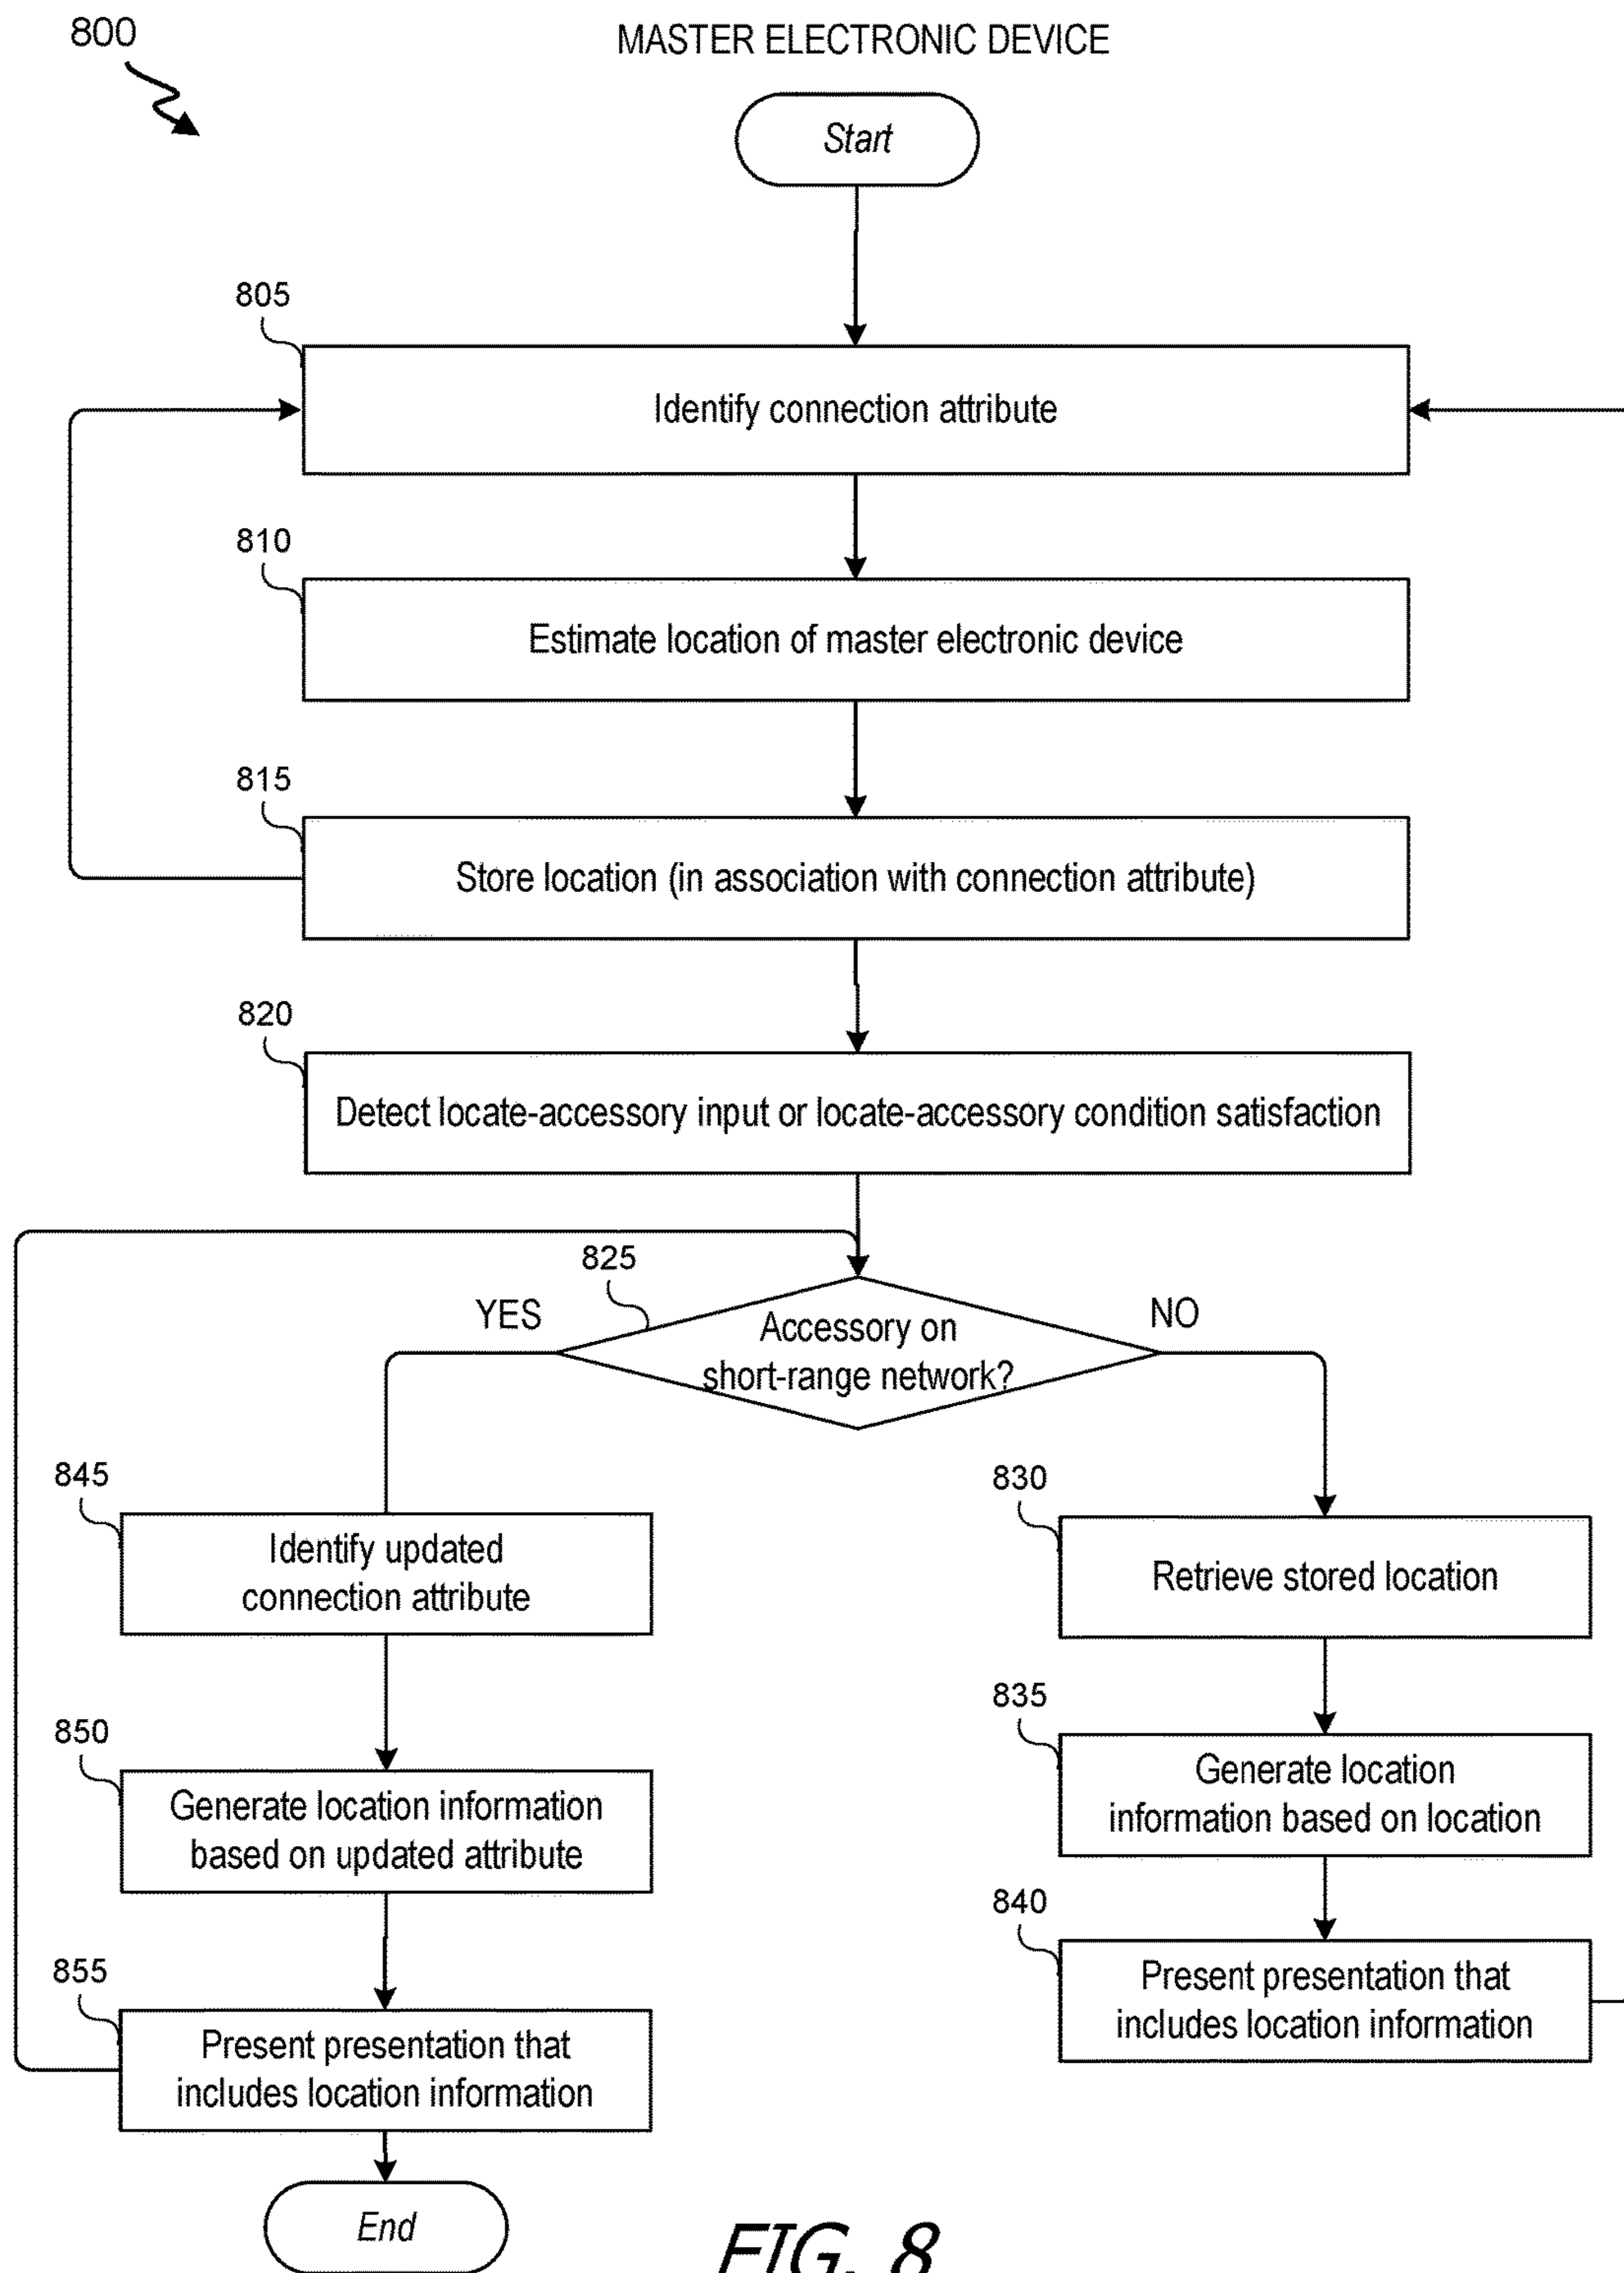 800
MASTER ELECTRONIC DEVICE
Start
805
Identify connection attribute
810
Estimate location of master electronic device
815
Store location (in association with connection attribute)
820
Detect locate-accessory input or locate-accessory condition satisfaction
825
YES
NO
Accessory on
short-range network?
845
Identify updated
connection attribute
830
Retrieve stored location
850
Generate location information
based on updated attribute
835
Generate location
information based on location
855
Present presentation that
includes location information
840
Present presentation that
includes location information
End
FIG. 8